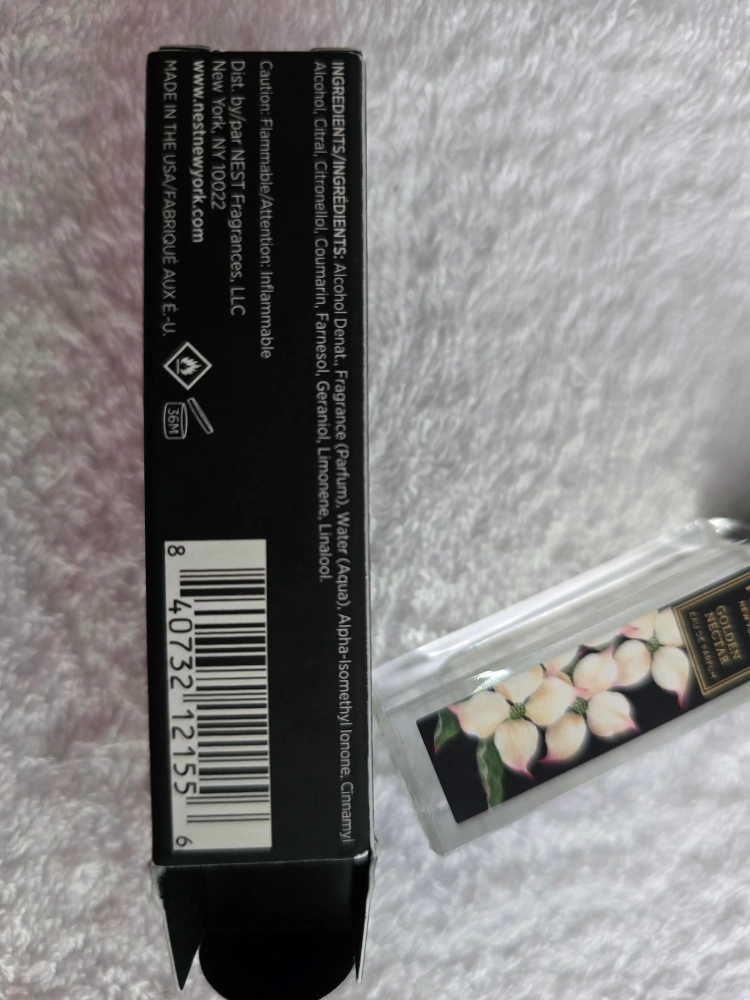 INGREDIENTS/INGRÉDIENTS: Alcohol Denat., Fragrance (Parfum), Water (Aqua), Alpha-Isomethyl Ionone, Cinnamyl
Alcohol, Citral, Citronellol, Coumarin, Farnesol, Geraniol, Limonene, Linalool.
Caution: Flammable/Attention: Inflammable
Dist. by/par NEST Fragrances, LLC
New York, NY 10022
www.nestnewyork.com
MADE IN THE USA/FABRIQUÉ AUX É.-U.
36M
8 40732 12155 6
GOLDEN
NECTAR
EAU DE PARFUM